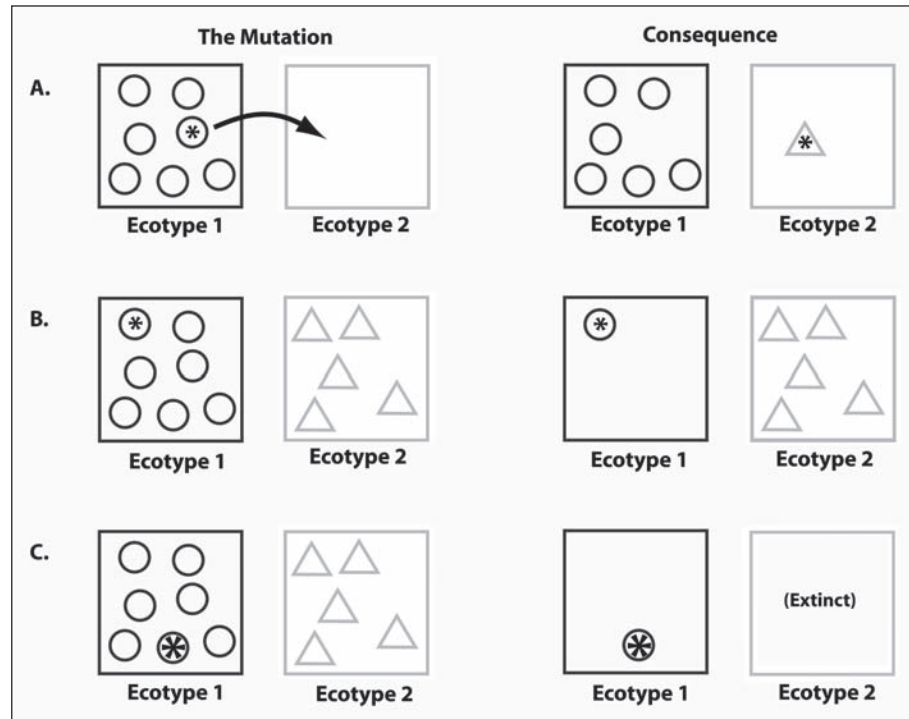 The Mutation Consequence
A.
*
*
Ecotype 1 Ecotype 2 Ecotype 1 Ecotype 2
B.
*
*
Ecotype 1 Ecotype 2 Ecotype 1 Ecotype 2
C.
(Extinct)
*
*
Ecotype 1 Ecotype 2 Ecotype 1 Ecotype 2